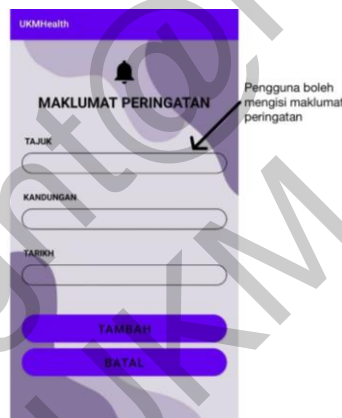 UKMHealth
MAKLUMAT PERINGATAN
Pengguna boleh
mengisi maklumat
peringatan
TAJUK
KANDUNGAN
TARIKH
TAMBAH
BATAL